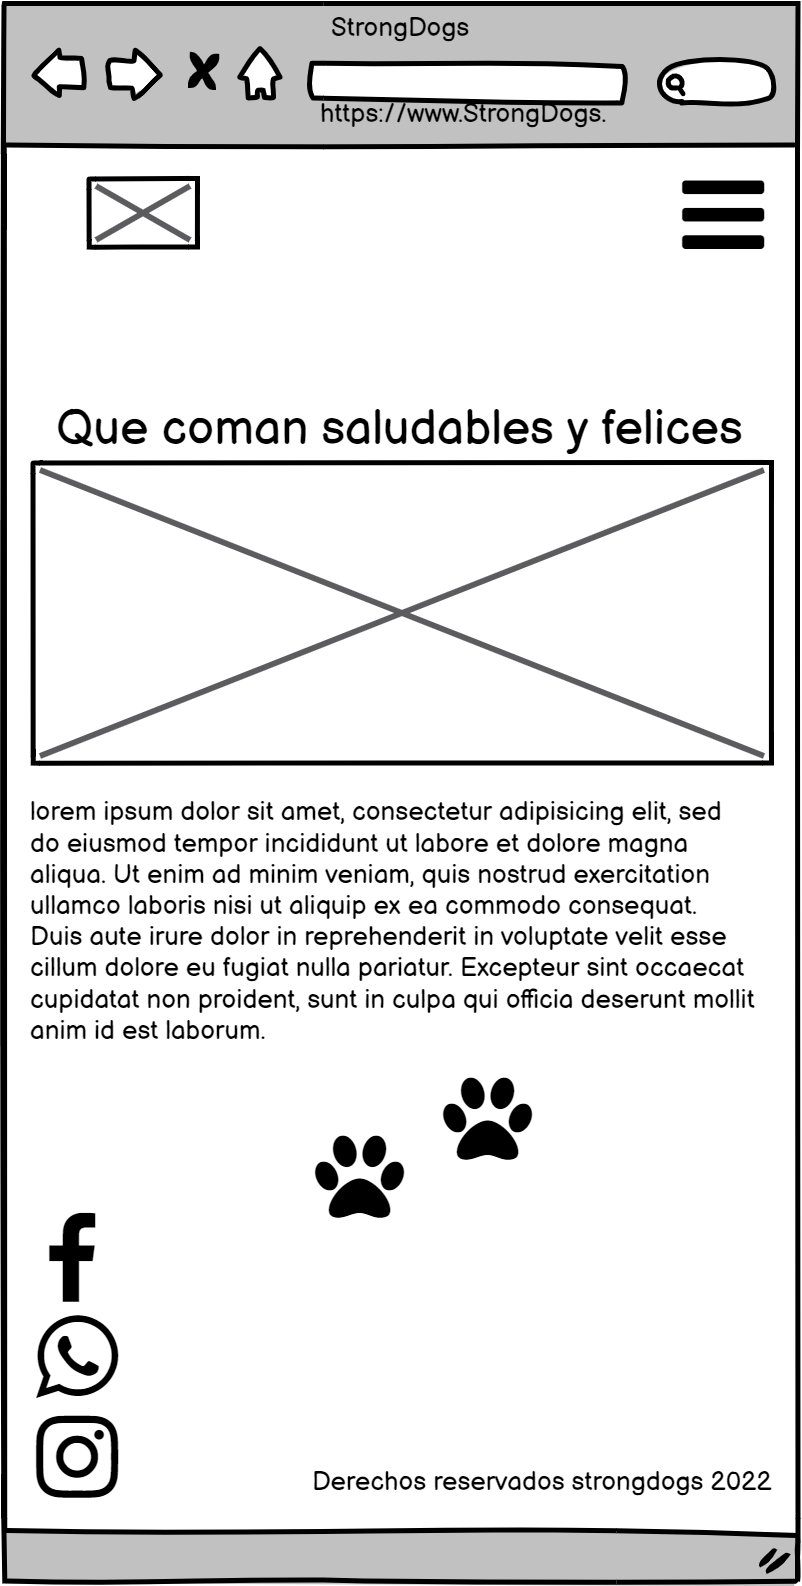 StrongDogs
https://www.StrongDogs.
Que coman saludables y felices
lorem ipsum dolor sit amet, consectetur adipisicing elit, sed
do eiusmod tempor incididunt ut labore et dolore magna
aliqua. Ut enim ad minim veniam, quis nostrud exercitation
ullamco laboris nisi ut aliquip ex ea commodo consequat.
Duis aute irure dolor in reprehenderit in voluptate velit esse
cillum dolore eu fugiat nulla pariatur. Excepteur sint occaecat
cupidatat non proident, sunt in culpa qui officia deserunt mollit
anim id est laborum.
Derechos reservados strongdogs 2022